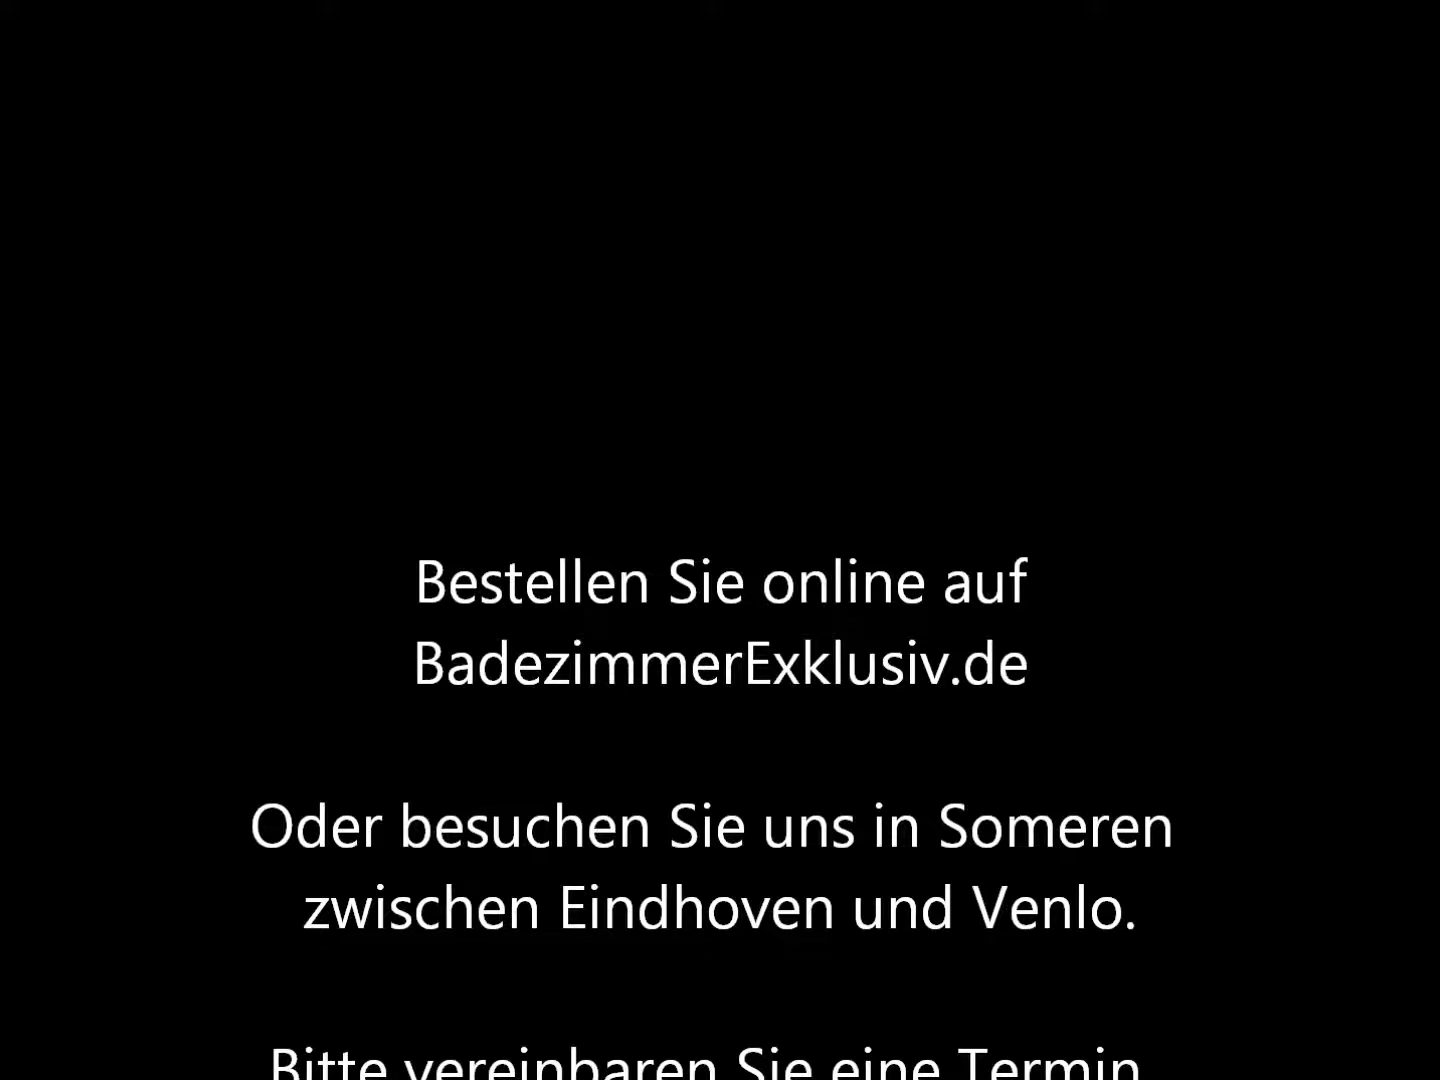 Bestellen Sie online auf
BadezimmerExklusiv.de
Oder besuchen Sie uns in Someren
zwischen Eindhoven und Venlo.
Bitte vereinbaren Sie eine Termin